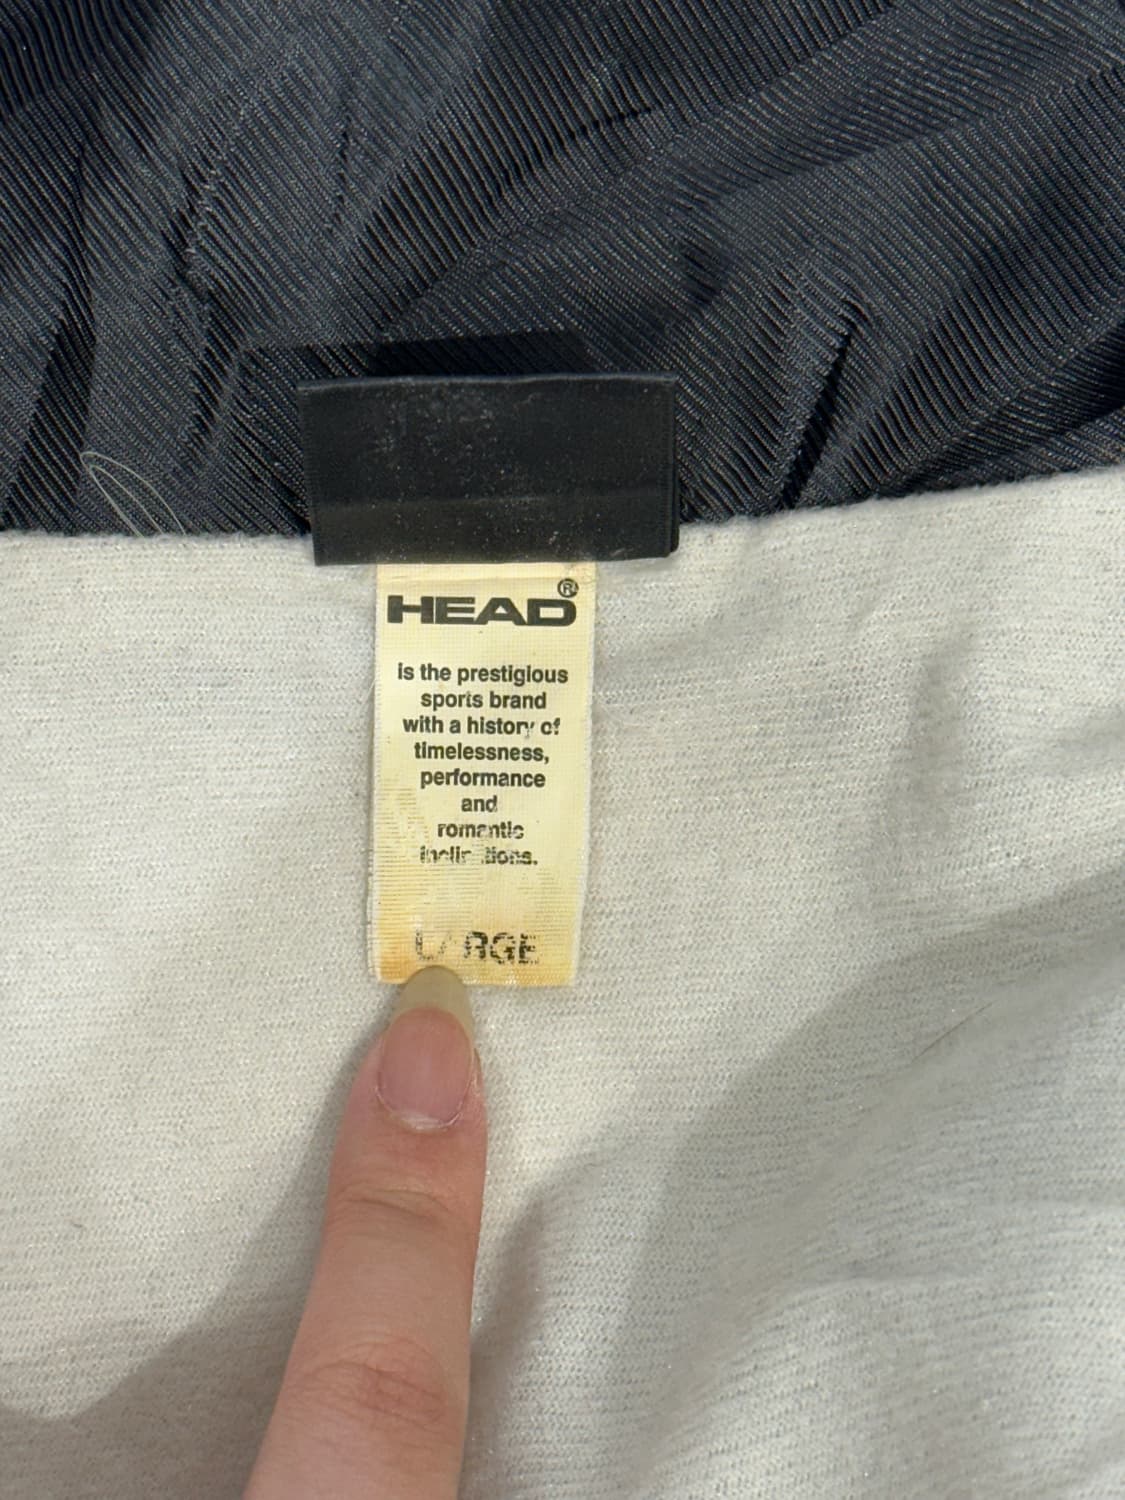 HEAD®
is the prestigious
sports brand
with a history of
timelessness,
performance
and
romantic
inclinations.
LARGE